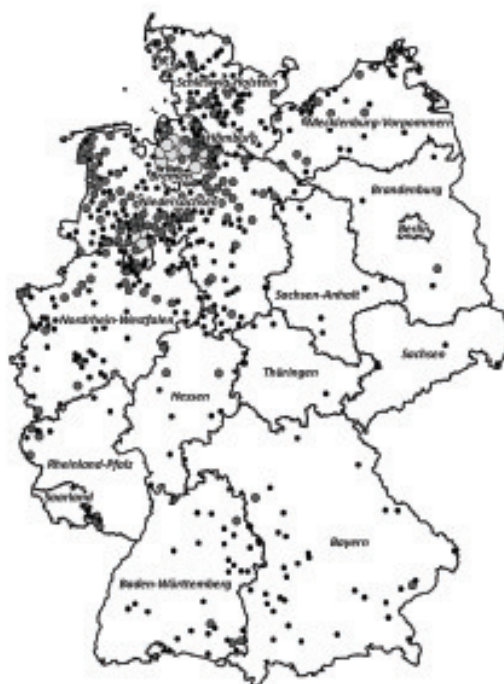 Schleswig-Holstein
Hamburg
Mecklenburg-Vorpommern
Bremen
Niedersachsen
Brandenburg
Berlin
Sachsen-Anhalt
Nordrhein-Westfalen
Sachsen
Thüringen
Hessen
Rheinland-Pfalz
Saarland
Bayern
Baden-Württemberg